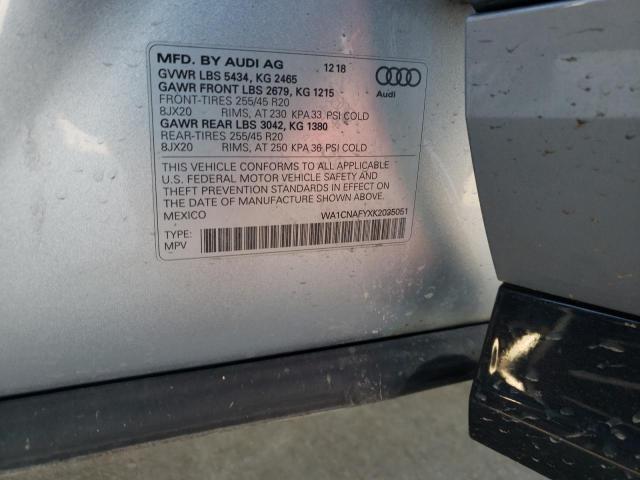 MFD. BY AUDI AG 12 18
GVWR LBS 5434, KG 2465
GAWR FRONT LBS 2679, KG 1215
FRONT-TIRES 255/45 R20
8JX20 RIMS, AT 230 KPA 33 PSI COLD
GAWR REAR LBS 3042, KG 1380
REAR-TIRES 255/45 R20
8JX20 RIMS, AT 250 KPA 36 PSI COLD
Audi
THIS VEHICLE CONFORMS TO ALL APPLICABLE
U.S. FEDERAL MOTOR VEHICLE SAFETY AND
THEFT PREVENTION STANDARDS IN EFFECT ON
THE DATE OF MANUFACTURE SHOWN ABOVE.
MEXICO WA1CNAFYXK2035051
TYPE:
MPV